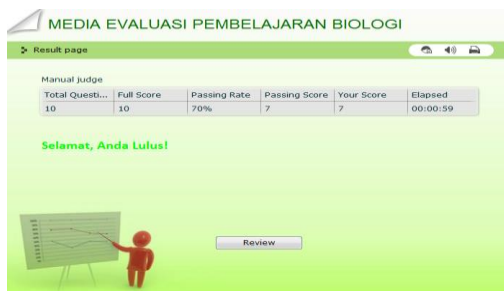 MEDIA EVALUASI PEMBELAJARAN BIOLOGI
Result page
Manual judge
Total Questi... Full Score Passing Rate Passing Score Your Score Elapsed
10 10 70% 7 7 00:00:59
Selamat, Anda Lulus!
Review